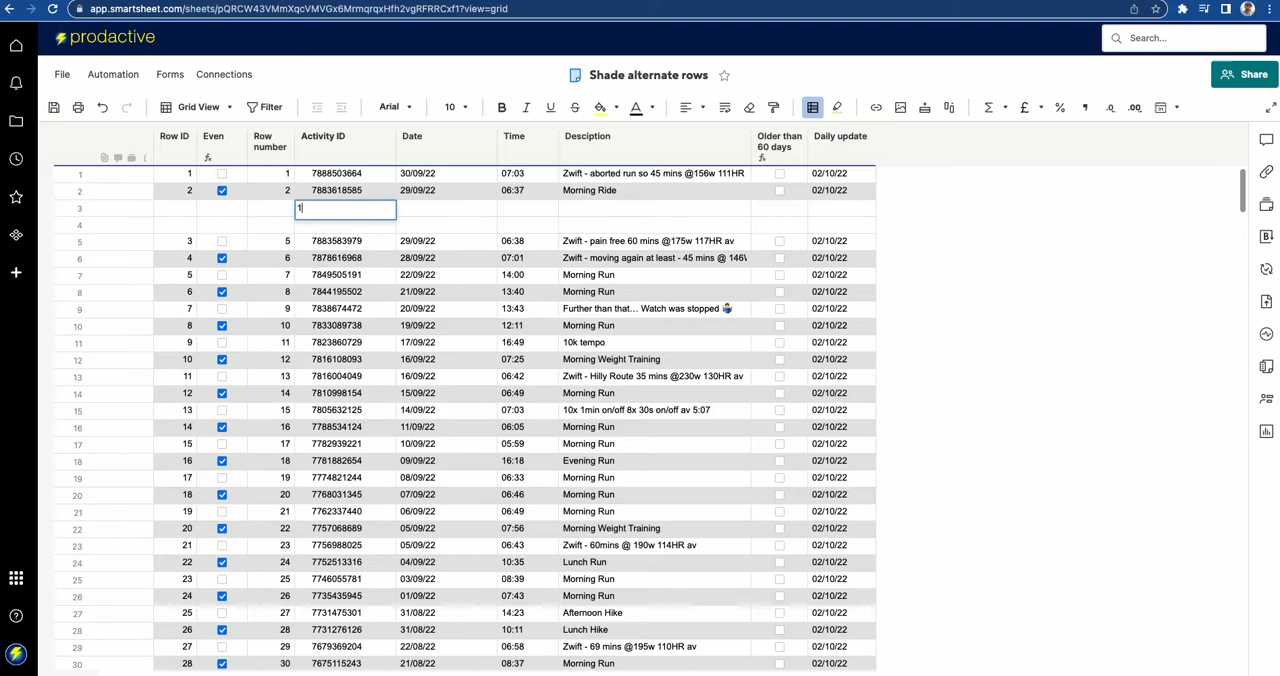 app.smartsheet.com/sheets/pQRCW43VMmXqcVMVGx6MrmqrqxHfh2vgRFRRCxf1?view=grid
prodactive
Search...
File Automation Forms Connections
Shade alternate rows
Share
Grid View Filter Arial 10 B I U S A Σ £ % .0 .00
Row ID Even Row number Activity ID Date Time Desciption Older than 60 days Daily update
1 1 1 7888503664 30/09/22 07:03 Zwift - aborted run so 45 mins @156w 111HR 02/10/22
2 2 2 7883618585 29/09/22 06:37 Morning Ride 02/10/22
3 1
4
5 3 5 7883583979 29/09/22 06:38 Zwift - pain free 60 mins @175w 117HR av 02/10/22
6 4 6 7878616968 28/09/22 07:01 Zwift - moving again at least - 45 mins @ 146w 02/10/22
7 5 7 7849505191 22/09/22 14:00 Morning Run 02/10/22
8 6 8 7844195502 21/09/22 13:40 Morning Run 02/10/22
9 7 9 7838674472 20/09/22 13:43 Further than that... Watch was stopped 02/10/22
10 8 10 7833089738 19/09/22 12:11 Morning Run 02/10/22
11 9 11 7823860729 17/09/22 16:49 10k tempo 02/10/22
12 10 12 7816108093 16/09/22 07:25 Morning Weight Training 02/10/22
13 11 13 7816004049 16/09/22 06:42 Zwift - Hilly Route 35 mins @230w 130HR av 02/10/22
14 12 14 7810998154 15/09/22 06:49 Morning Run 02/10/22
15 13 15 7805632125 14/09/22 07:03 10x 1min on/off 8x 30s on/off av 5:07 02/10/22
16 14 16 7788534124 11/09/22 06:05 Morning Run 02/10/22
17 15 17 7782939221 10/09/22 05:59 Morning Run 02/10/22
18 16 18 7781882654 09/09/22 16:18 Evening Run 02/10/22
19 17 19 7774821244 08/09/22 06:33 Morning Run 02/10/22
20 18 20 7768031345 07/09/22 06:46 Morning Run 02/10/22
21 19 21 7762337440 06/09/22 06:49 Morning Run 02/10/22
22 20 22 7757068689 05/09/22 07:56 Morning Weight Training 02/10/22
23 21 23 7756988025 05/09/22 06:43 Zwift - 60mins @ 190w 114HR av 02/10/22
24 22 24 7752513316 04/09/22 10:35 Lunch Run 02/10/22
25 23 25 7746055781 03/09/22 08:39 Morning Run 02/10/22
26 24 26 7735435945 01/09/22 07:43 Morning Run 02/10/22
27 25 27 7731475301 31/08/22 14:23 Afternoon Hike 02/10/22
28 26 28 7731276126 31/08/22 10:11 Lunch Hike 02/10/22
29 27 29 7679369204 22/08/22 06:58 Zwift - 69 mins @195w 110HR av 02/10/22
30 28 30 7675115243 21/08/22 08:37 Morning Run 02/10/22